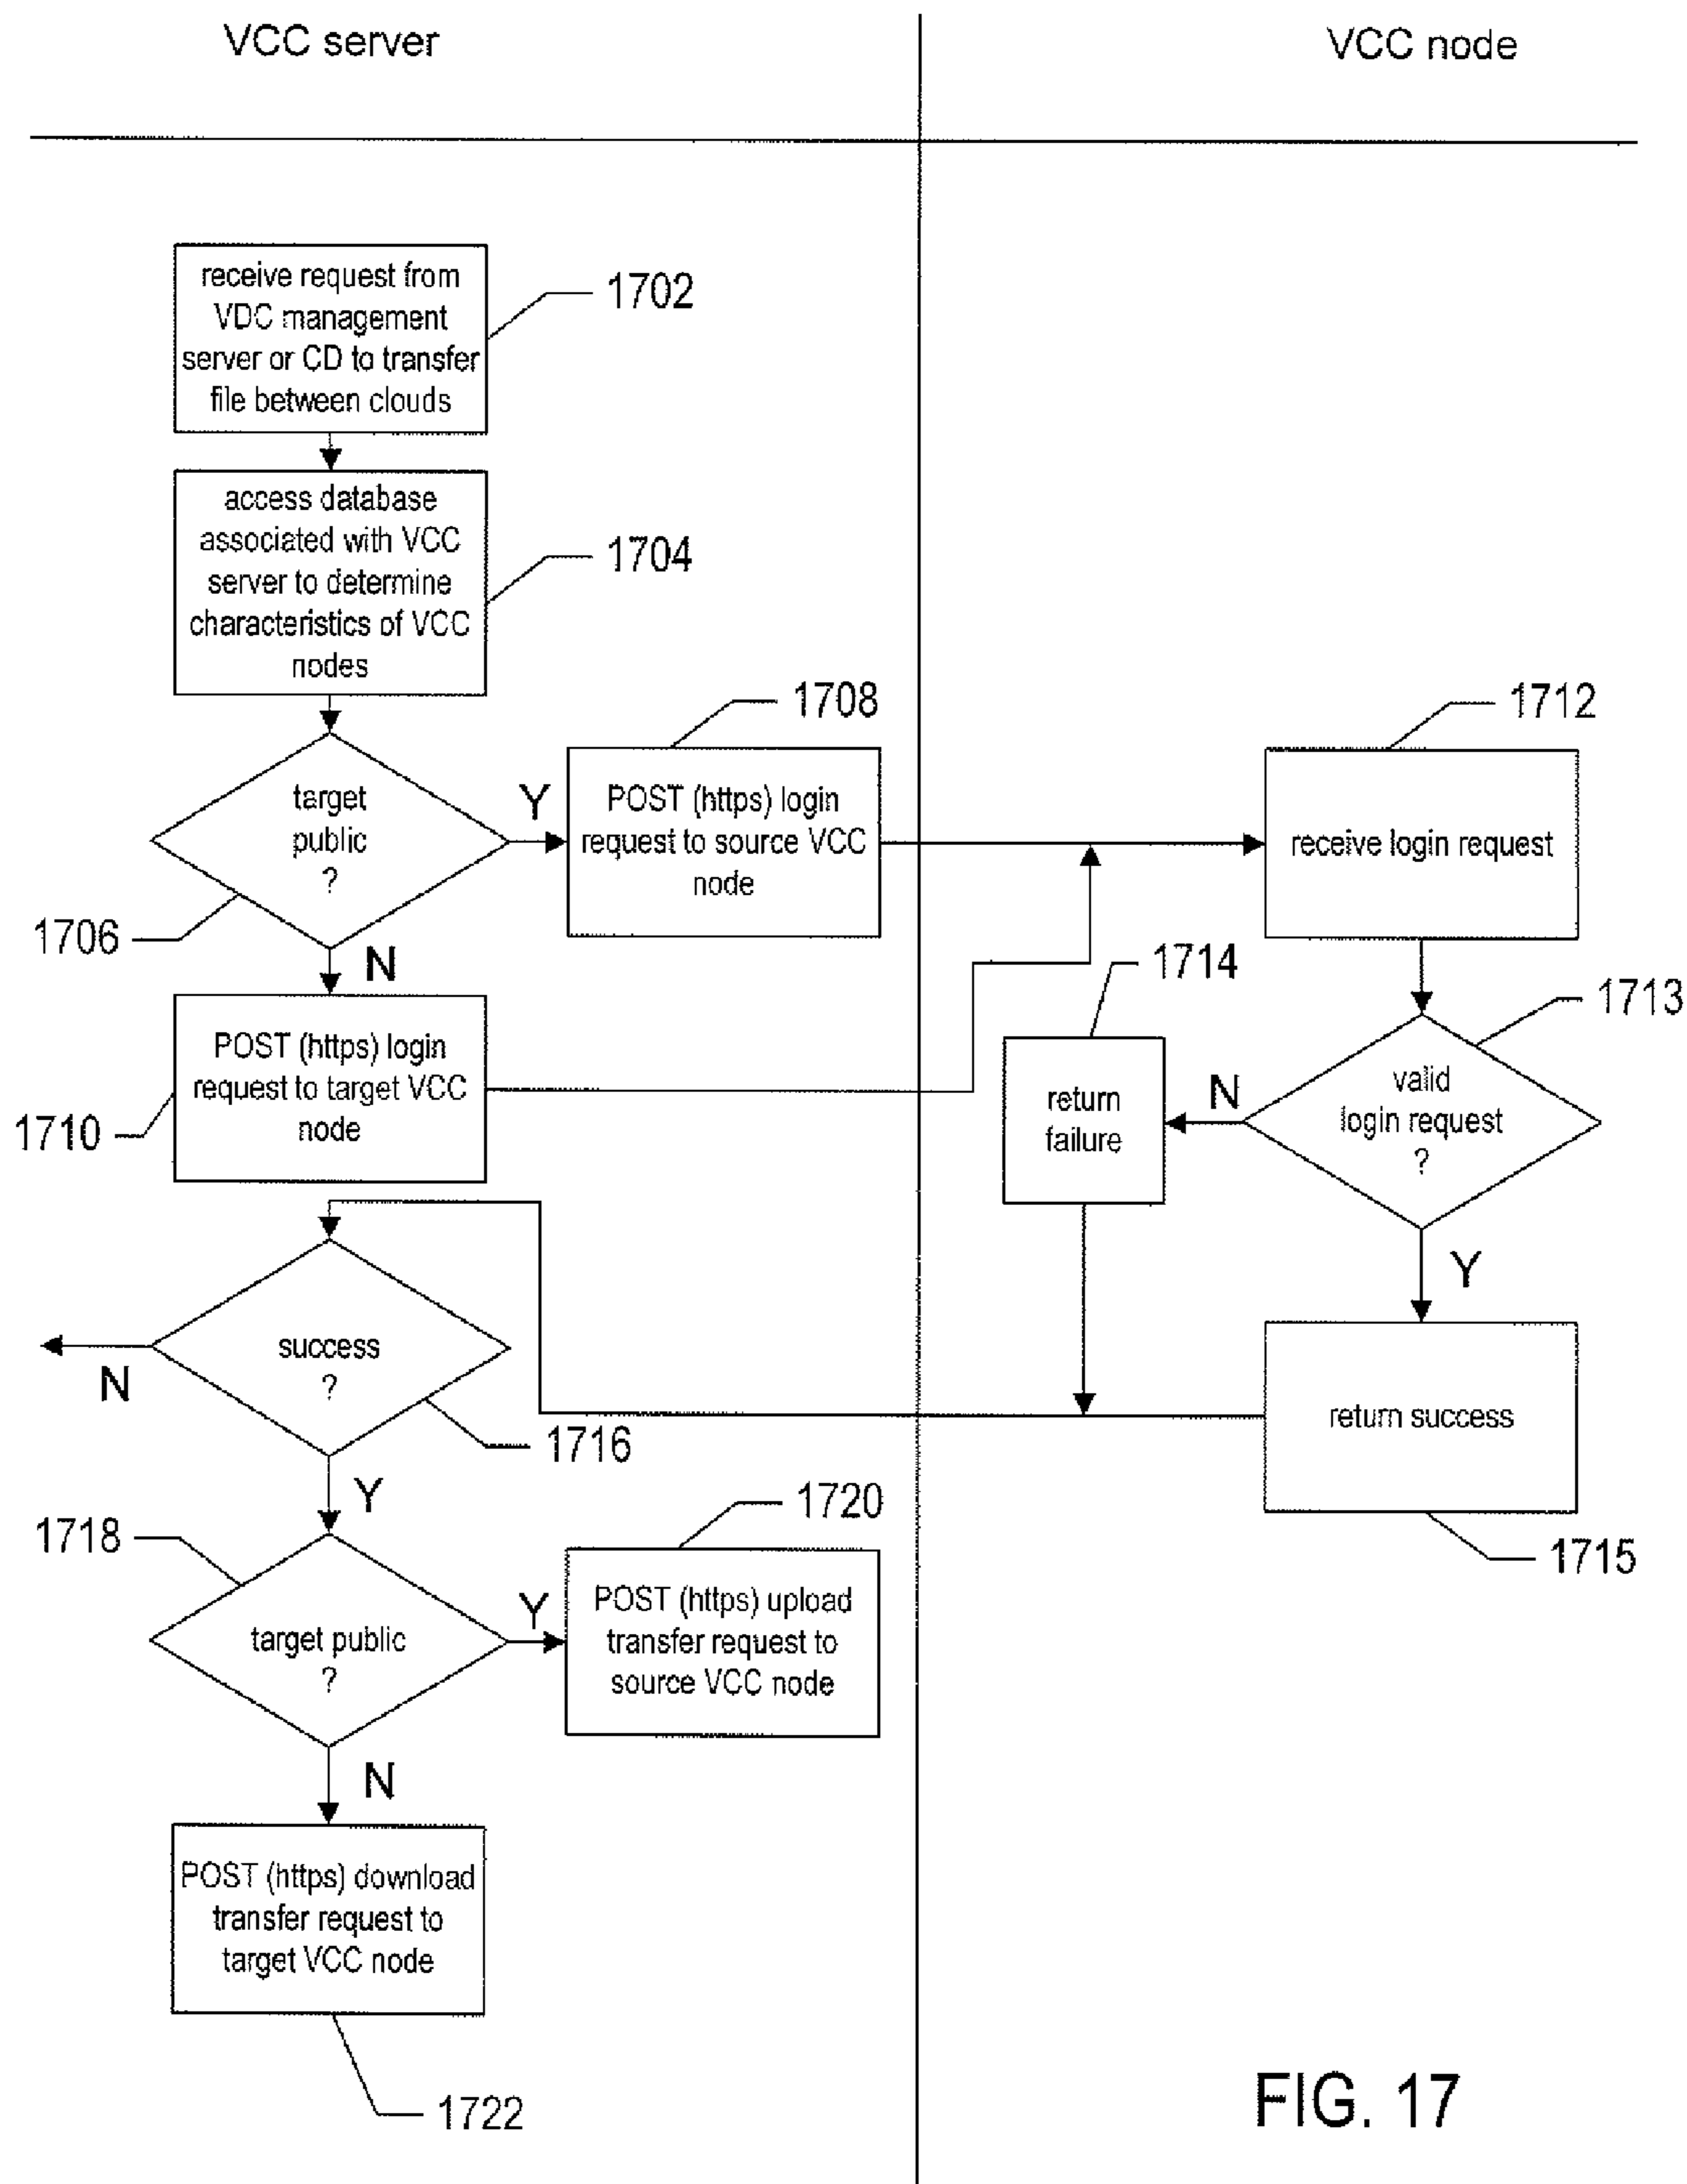 VCC server
VCC node
receive request from
VDC management
server or CD to transfer
file between clouds
1702
access database
associated with VCC
server to determine
characteristics of VCC
nodes
1704
target
public
?
1706
Y
N
1708
POST (https) login
request to source VCC
node
POST (https) login
request to target VCC
node
1710
1712
receive login request
1713
valid
login request
?
N
Y
1714
return
failure
return success
1715
success
?
N
1716
Y
1718
target public
?
Y
N
1720
POST (https) upload
transfer request to
source VCC node
POST (https) download
transfer request to
target VCC node
1722
FIG. 17